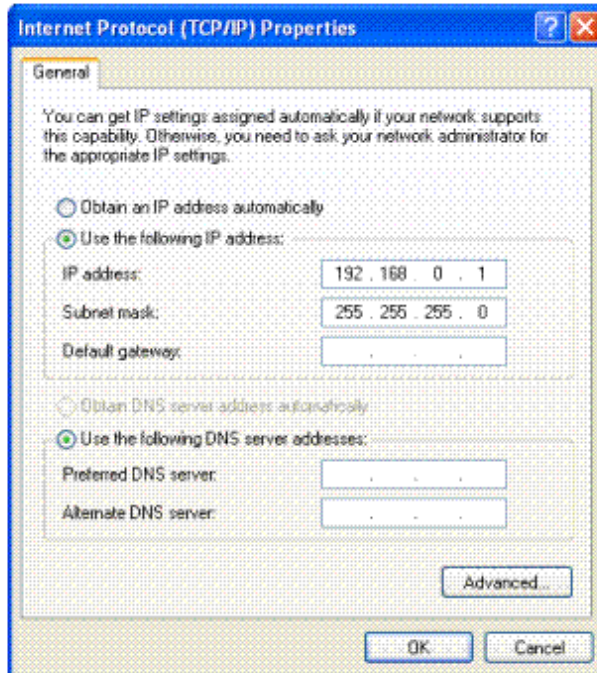 Internet Protocol (TCP/IP) Properties
General
You can get IP settings assigned automatically if your network supports
this capability. Otherwise, you need to ask your network administrator for
the appropriate IP settings.
Obtain an IP address automatically
Use the following IP address:
IP address: 192 . 168 . 0 . 1
Subnet mask: 255 . 255 . 255 . 0
Default gateway: . . .
Obtain DNS server address automatically
Use the following DNS server addresses:
Preferred DNS server: . . .
Alternate DNS server: . . .
Advanced...
OK Cancel